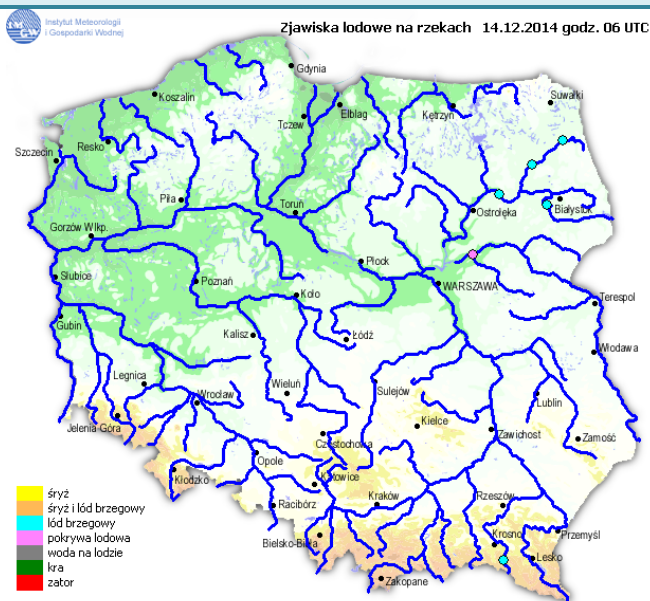 Instytut Meteorologii
i Gospodarki Wodnej
Zjawiska lodowe na rzekach 14.12.2014 godz. 06 UTC
Gdynia
Koszalin
Suwałki
Elbląg
Kętrzyn
Tczew
Resko
Szczecin
Piła
Toruń
Ostrołęka
Białystok
Gorzów Wlkp.
Płock
Słubice
Poznań
WARSZAWA
Koło
Terespol
Gubin
Kalisz
Łódź
Włodawa
Legnica
Wieluń
Sulejów
Wrocław
Lublin
Jelenia Góra
Kielce
Zawichost
Zamość
Częstochowa
Opole
Kłodzko
Katowice
Racibórz
Kraków
Rzeszów
Przemyśl
Bielsko-Biała
Krosno
Lesko
Zakopane
śryż
śryż i lód brzegowy
lód brzegowy
pokrywa lodowa
woda na lodzie
kra
zator